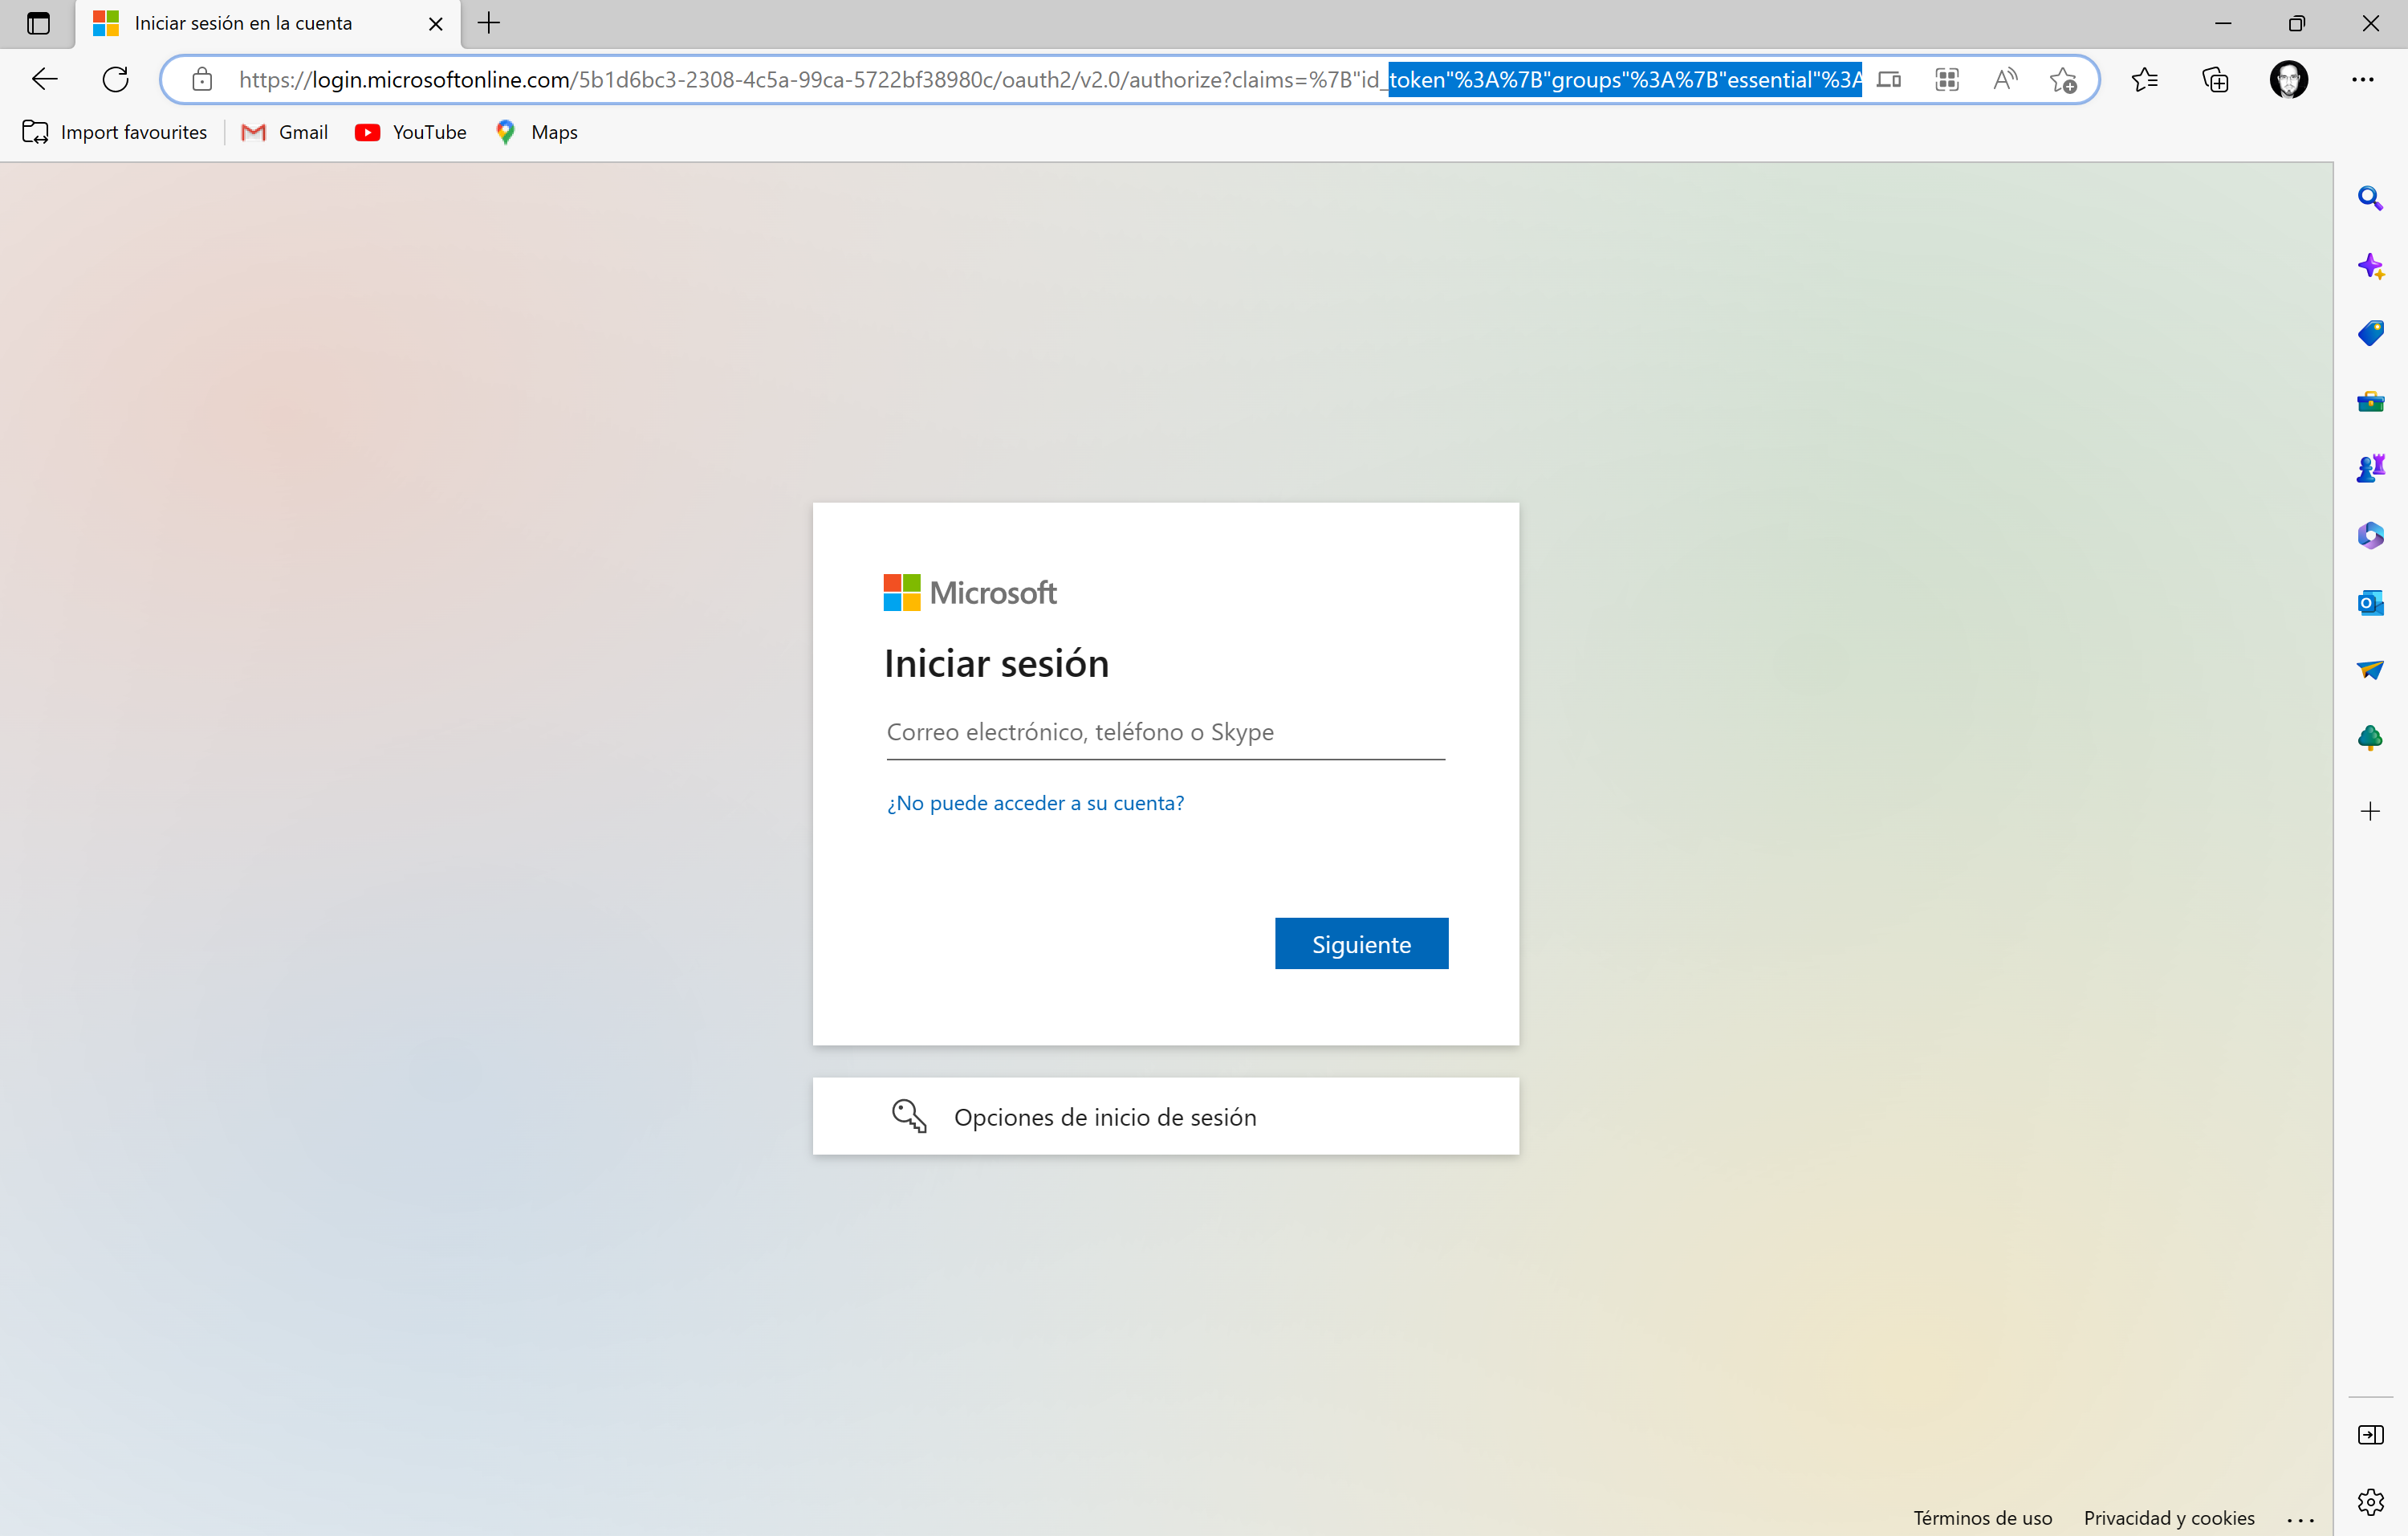 Iniciar sesión en la cuenta
https://login.microsoftonline.com/5b1d6bc3-2308-4c5a-99ca-5722bf38980c/oauth2/v2.0/authorize?claims=%7B"id_token"%3A%7B"groups"%3A%7B"essential"%3A
Import favourites
Gmail
YouTube
Maps
Microsoft
Iniciar sesión
Correo electrónico, teléfono o Skype
¿No puede acceder a su cuenta?
Siguiente
Opciones de inicio de sesión
Términos de uso
Privacidad y cookies